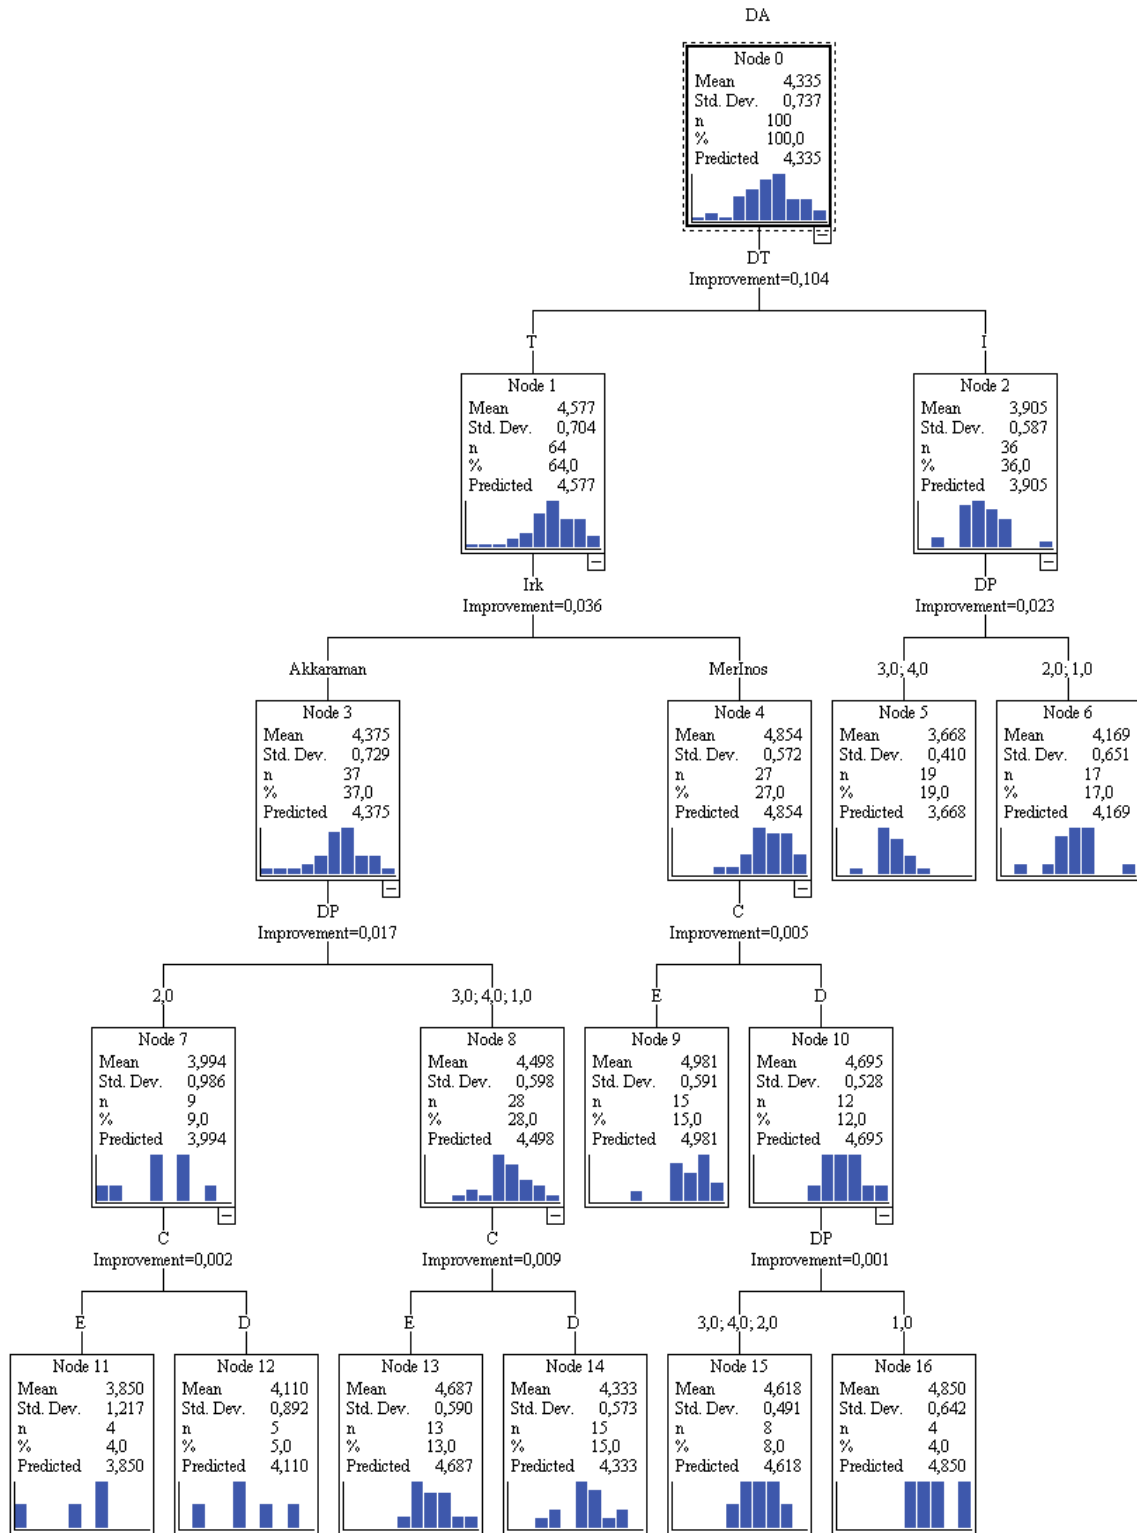 DA
Node 0
Mean 4,335
Std. Dev. 0,737
n 100
% 100,0
Predicted 4,335
DT
Improvement=0,104
T
I
Node 1
Mean 4,577
Std. Dev. 0,704
n 64
% 64,0
Predicted 4,577
Node 2
Mean 3,905
Std. Dev. 0,587
n 36
% 36,0
Predicted 3,905
Irk
Improvement=0,036
DP
Improvement=0,023
Akkaraman
MerInos
3,0; 4,0
2,0; 1,0
Node 3
Mean 4,375
Std. Dev. 0,729
n 37
% 37,0
Predicted 4,375
Node 4
Mean 4,854
Std. Dev. 0,572
n 27
% 27,0
Predicted 4,854
Node 5
Mean 3,668
Std. Dev. 0,410
n 19
% 19,0
Predicted 3,668
Node 6
Mean 4,169
Std. Dev. 0,651
n 17
% 17,0
Predicted 4,169
DP
Improvement=0,017
C
Improvement=0,005
2,0
3,0; 4,0; 1,0
E
D
Node 7
Mean 3,994
Std. Dev. 0,986
n 9
% 9,0
Predicted 3,994
Node 8
Mean 4,498
Std. Dev. 0,598
n 28
% 28,0
Predicted 4,498
Node 9
Mean 4,981
Std. Dev. 0,591
n 15
% 15,0
Predicted 4,981
Node 10
Mean 4,695
Std. Dev. 0,528
n 12
% 12,0
Predicted 4,695
C
Improvement=0,002
C
Improvement=0,009
DP
Improvement=0,001
E
D
E
D
3,0; 4,0; 2,0
1,0
Node 11
Mean 3,850
Std. Dev. 1,217
n 4
% 4,0
Predicted 3,850
Node 12
Mean 4,110
Std. Dev. 0,892
n 5
% 5,0
Predicted 4,110
Node 13
Mean 4,687
Std. Dev. 0,590
n 13
% 13,0
Predicted 4,687
Node 14
Mean 4,333
Std. Dev. 0,573
n 15
% 15,0
Predicted 4,333
Node 15
Mean 4,618
Std. Dev. 0,491
n 8
% 8,0
Predicted 4,618
Node 16
Mean 4,850
Std. Dev. 0,642
n 4
% 4,0
Predicted 4,850